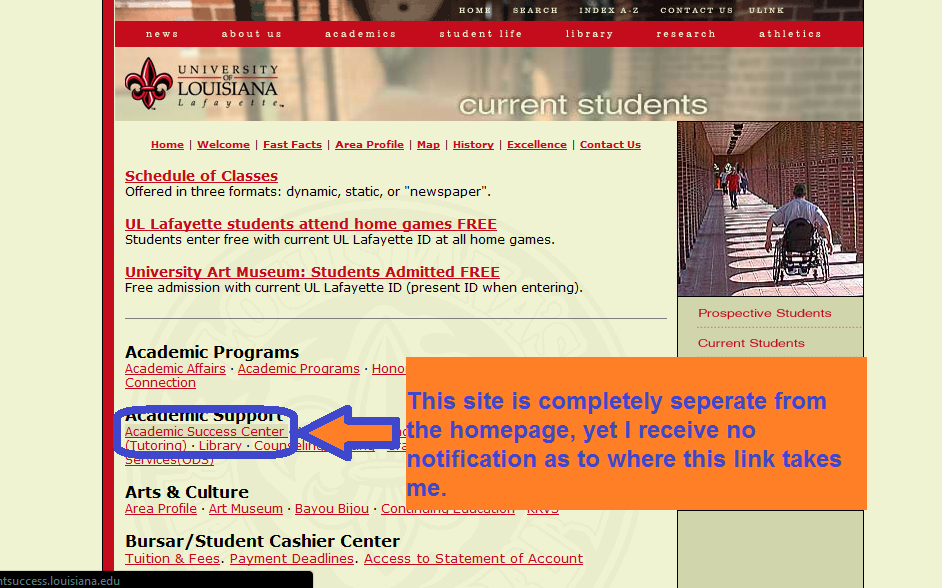 HOME SEARCH INDEX A-Z CONTACT US ULINK
news about us academics student life library research athletics
UNIVERSITY
OF
LOUISIANA
Lafayette™
current students
Home | Welcome | Fast Facts | Area Profile | Map | History | Excellence | Contact Us
Schedule of Classes
Offered in three formats: dynamic, static, or "newspaper".
UL Lafayette students attend home games FREE
Students enter free with current UL Lafayette ID at all home games.
University Art Museum: Students Admitted FREE
Free admission with current UL Lafayette ID (present ID when entering).
Prospective Students
Current Students
Academic Programs
Academic Affairs · Academic Programs ·
Connection
Academic Support
Academic Success Center ·
(Tutoring) · Library ·
Services(ODS)
This site is completely seperate from
the homepage, yet I receive no
notification as to where this link takes
me.
Arts & Culture
Area Profile · Art Museum · Bayou Bijou · Continuing Education · KRVS
Bursar/Student Cashier Center
Tuition & Fees. Payment Deadlines. Access to Statement of Account
ntsuccess.louisiana.edu